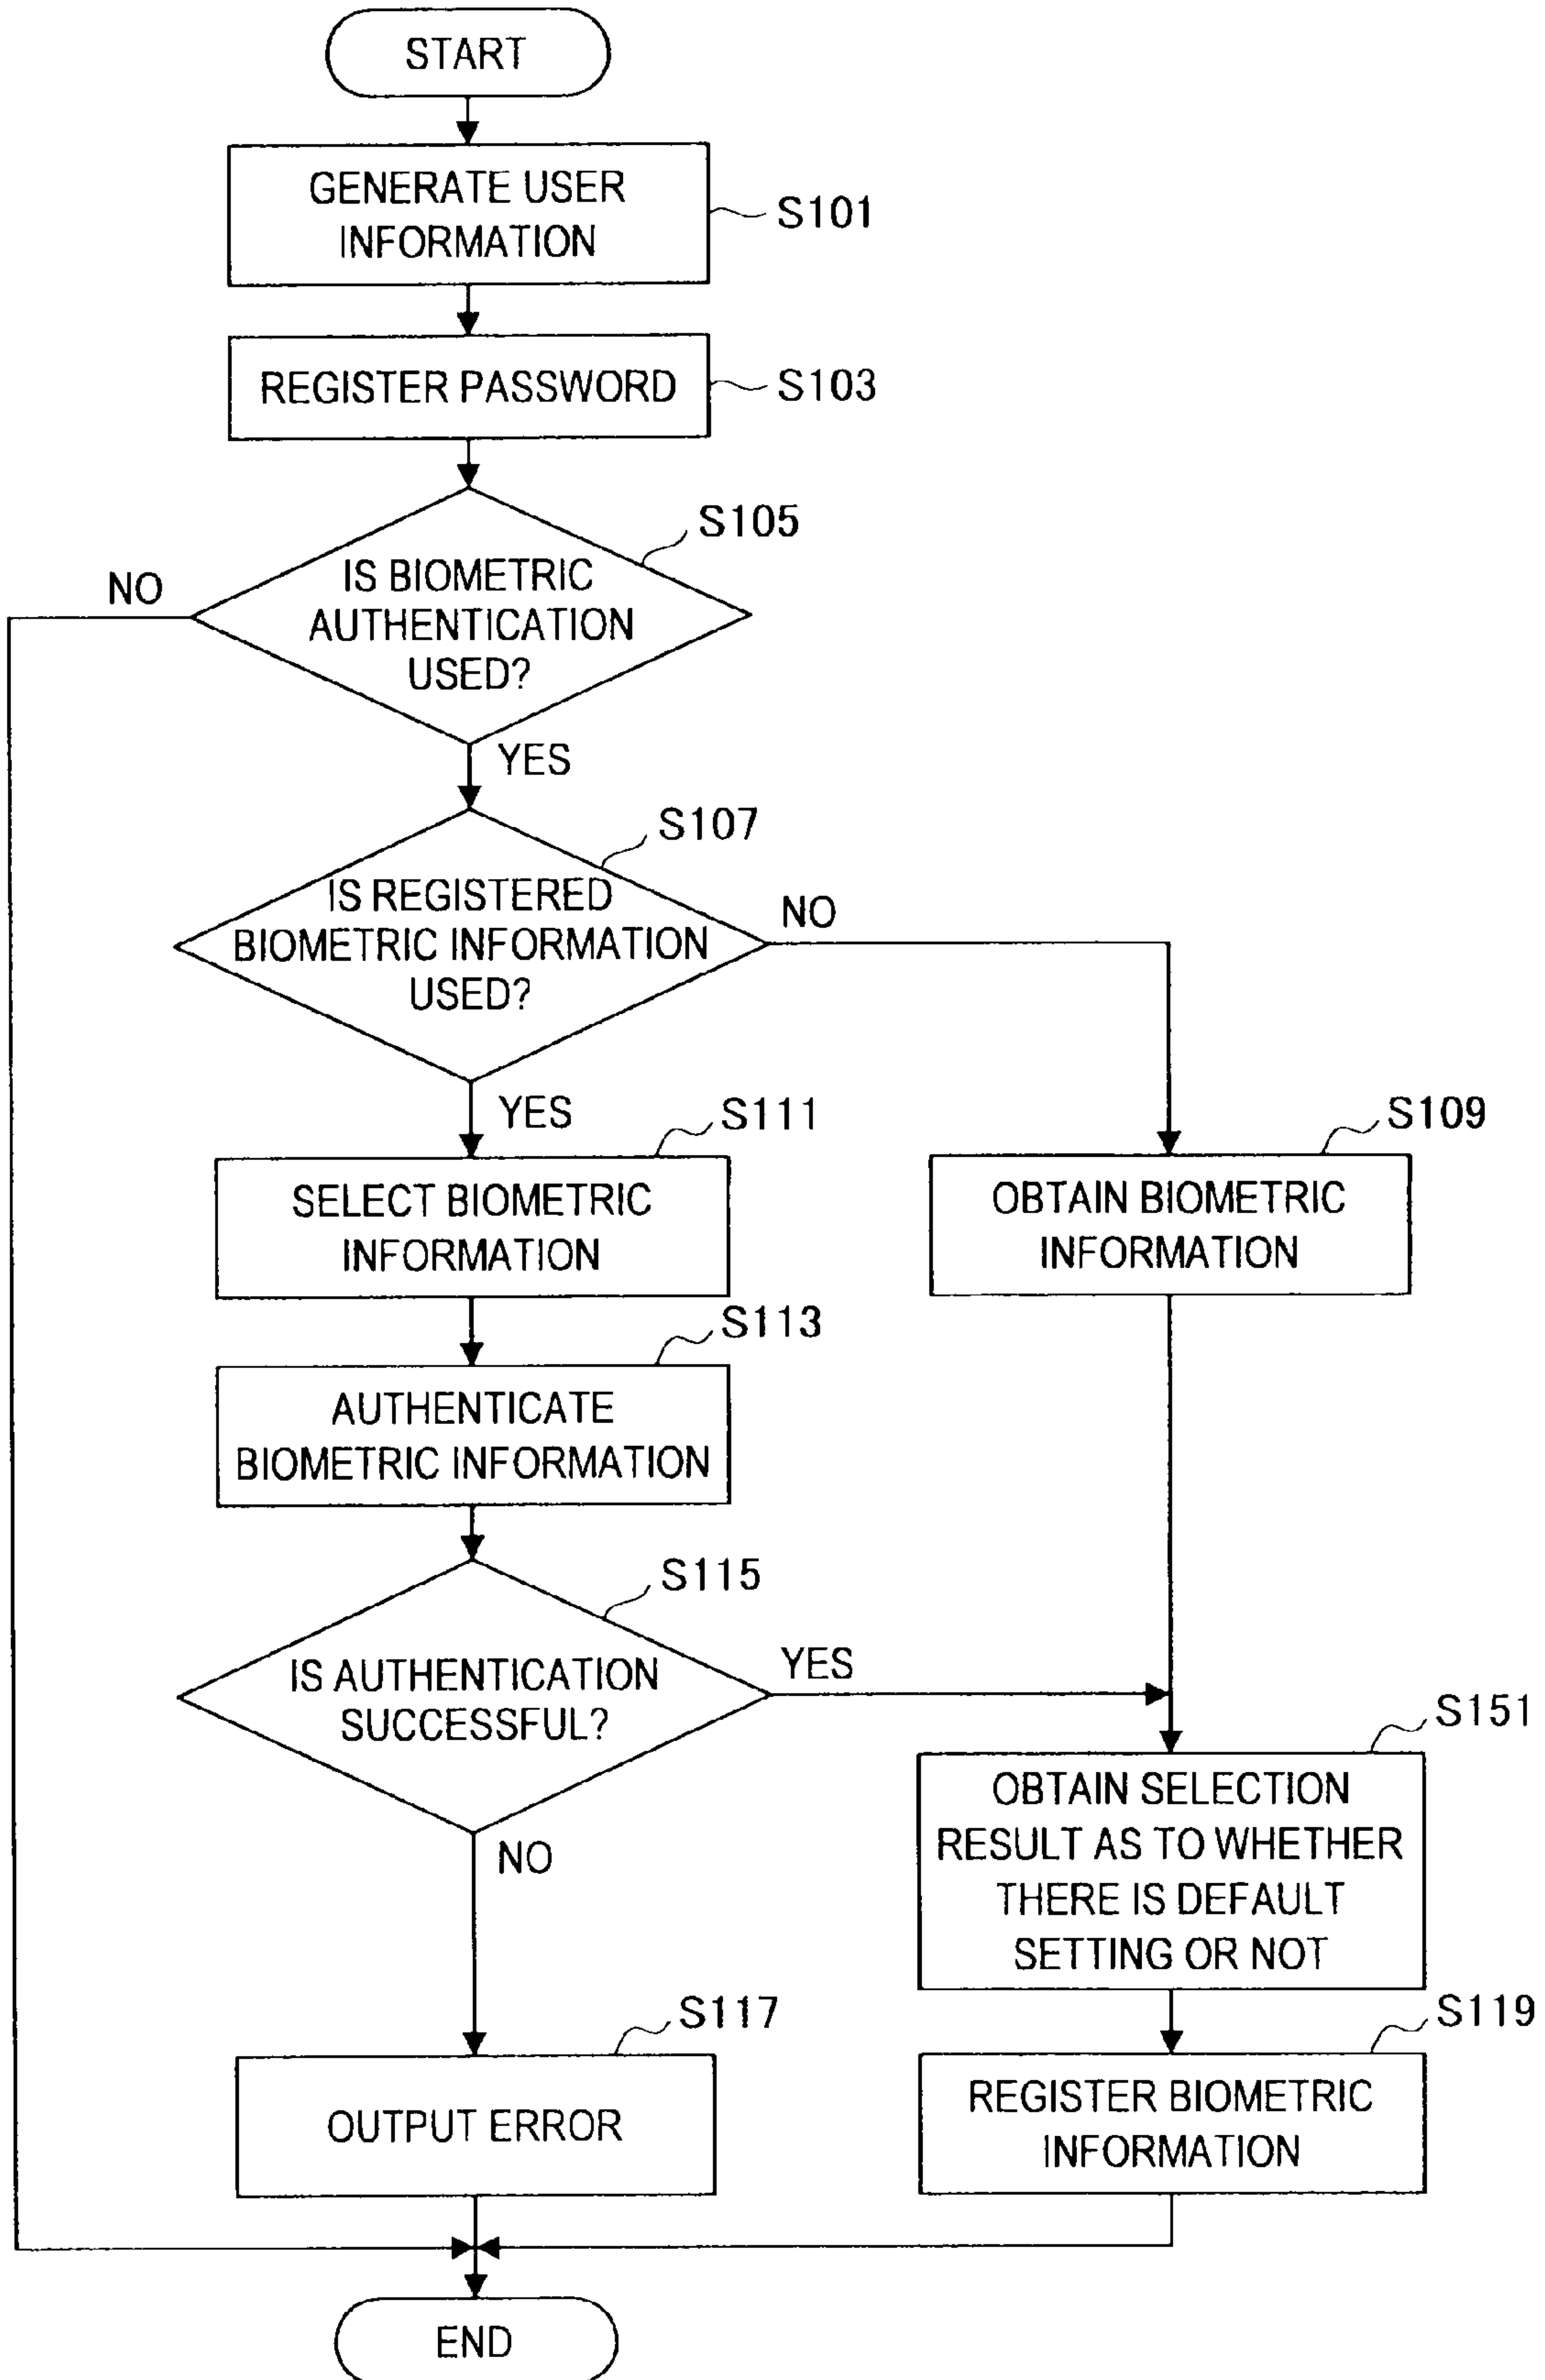 START
GENERATE USER
INFORMATION
S101
REGISTER PASSWORD
S103
S105
NO
IS BIOMETRIC
AUTHENTICATION
USED?
YES
S107
IS REGISTERED
BIOMETRIC INFORMATION
USED?
NO
YES
S111
SELECT BIOMETRIC
INFORMATION
S109
OBTAIN BIOMETRIC
INFORMATION
S113
AUTHENTICATE
BIOMETRIC INFORMATION
S115
IS AUTHENTICATION
SUCCESSFUL?
YES
NO
S151
OBTAIN SELECTION
RESULT AS TO WHETHER
THERE IS DEFAULT
SETTING OR NOT
S117
OUTPUT ERROR
S119
REGISTER BIOMETRIC
INFORMATION
END